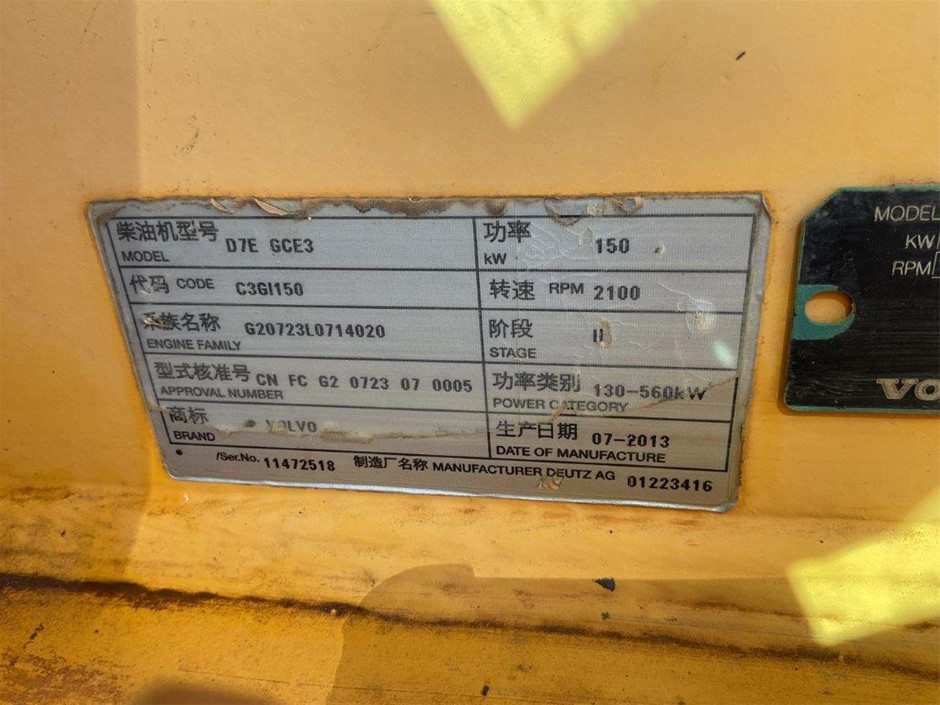 柴油机型号 D7E GCE3
MODEL
功率 150
kW
代码 CODE C3GI150
转速 RPM 2100
系族名称 G20723L0714020
ENGINE FAMILY
阶段 II
STAGE
型式核准号 CN FC G2 0723 07 0005
APPROVAL NUMBER
功率类别 130-560kW
POWER CATEGORY
商标 VOLVO
BRAND
生产日期 07-2013
DATE OF MANUFACTURE
/Ser.No. 11472518 制造厂名称 MANUFACTURER DEUTZ AG 01223416
MODEL
KW
RPM
VO